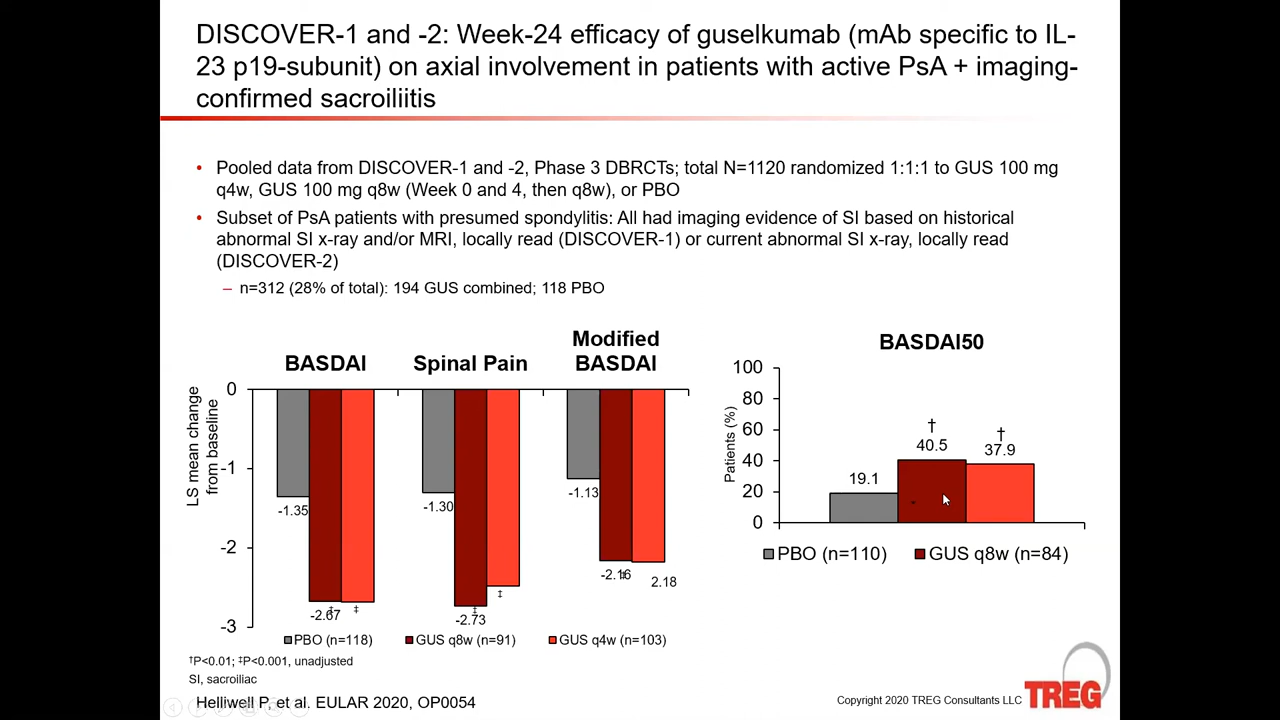 DISCOVER-1 and -2: Week-24 efficacy of guselkumab (mAb specific to IL-
23 p19-subunit) on axial involvement in patients with active PsA + imaging-
confirmed sacroiliitis
• Pooled data from DISCOVER-1 and -2, Phase 3 DBRCTs; total N=1120 randomized 1:1:1 to GUS 100 mg
q4w, GUS 100 mg q8w (Week 0 and 4, then q8w), or PBO
• Subset of PsA patients with presumed spondylitis: All had imaging evidence of SI based on historical
abnormal SI x-ray and/or MRI, locally read (DISCOVER-1) or current abnormal SI x-ray, locally read
(DISCOVER-2)
– n=312 (28% of total): 194 GUS combined; 118 PBO
BASDAI
Spinal Pain
Modified
BASDAI
LS mean change
from baseline
0
-1
-2
-3
-1.35
-2.67
‡
‡
-1.30
‡
-2.73
‡
-1.13
-2.16
‡
2.18
PBO (n=118)
GUS q8w (n=91)
GUS q4w (n=103)
BASDAI50
Patients (%)
100
80
60
40
20
0
19.1
†
40.5
†
37.9
PBO (n=110)
GUS q8w (n=84)
†P<0.01; ‡P<0.001, unadjusted
SI, sacroiliac
Helliwell P, et al. EULAR 2020, OP0054
Copyright 2020 TREG Consultants LLC
TREG